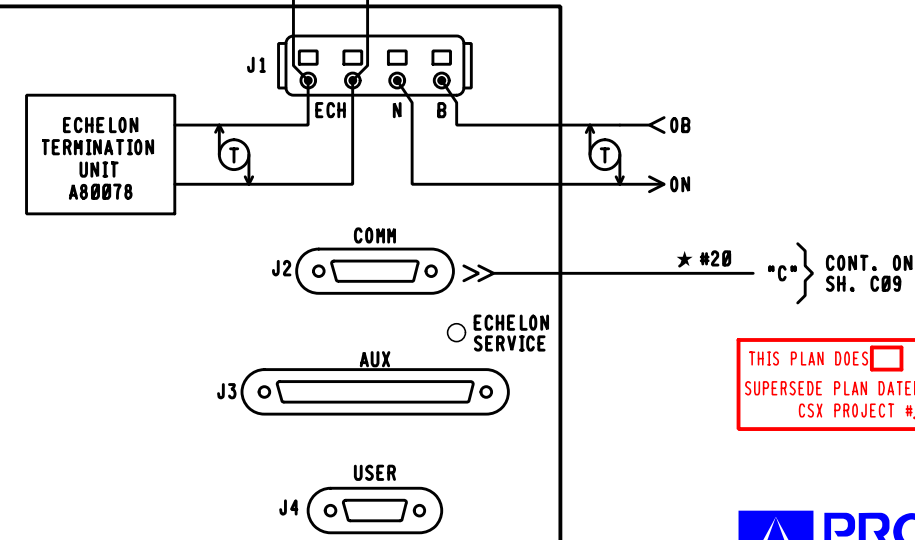 J1
ECH N B
ECHELON
TERMINATION
UNIT
A80078
T
T
OB
ON
COMM
J2
★ #20
"C"
CONT. ON
SH. C09
ECHELON
SERVICE
AUX
J3
THIS PLAN DOES
SUPERSEDE PLAN DATE
CSX PROJECT #
USER
J4
PRO